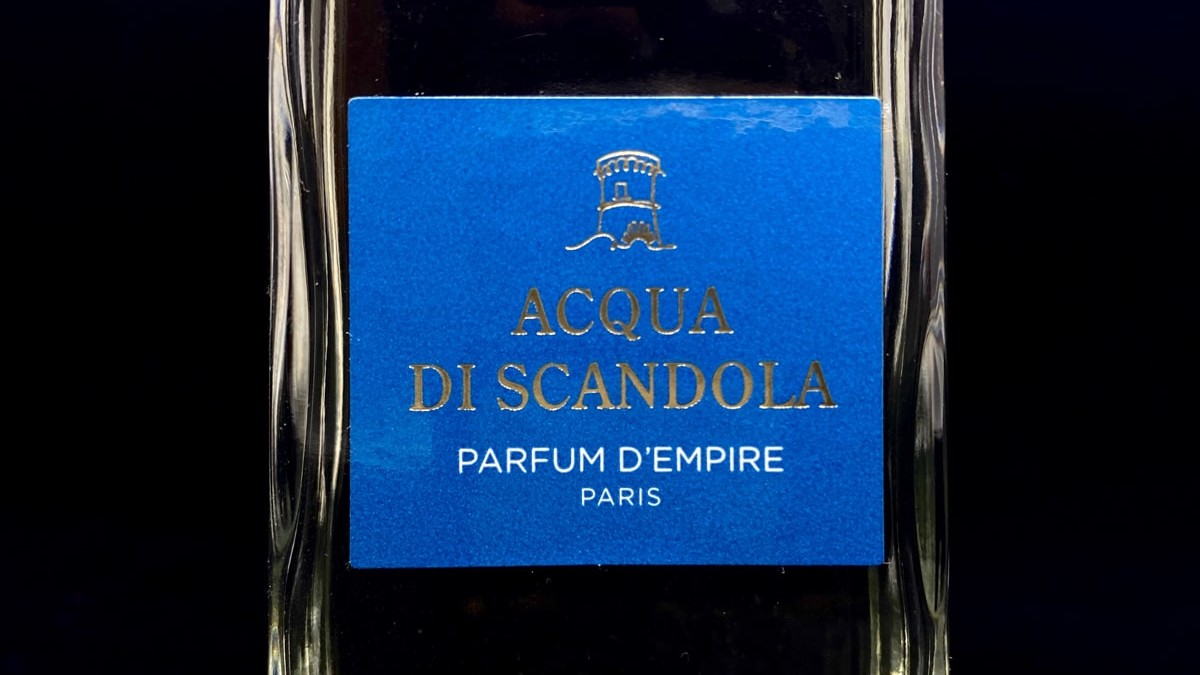 ACQUA
DI SCANDOLA
PARFUM D'EMPIRE
PARIS